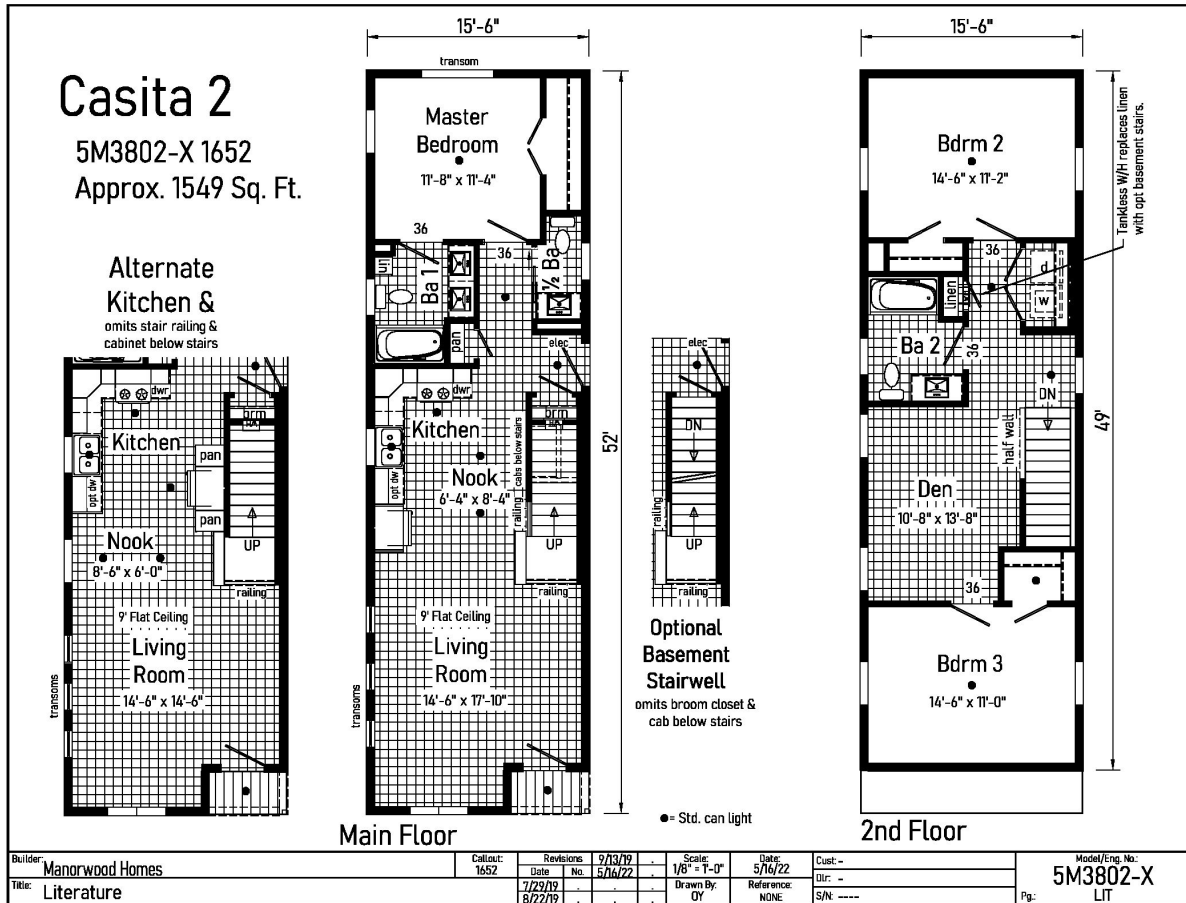 Casita 2
5M3802-X 1652
Approx. 1549 Sq. Ft.
Alternate
Kitchen &
omits stair railing &
cabinet below stairs
dwr
Kitchen
pan
brm
opt dw
pan
UP
Nook
8'-6" x 6'-0"
railing
9' Flat Ceiling
Living
Room
14'-6" x 14'-6"
transoms
15'-6"
transom
Master
Bedroom
11'-8" x 11'-4"
36
36
lin
Ba 1
½ Ba
pan
elec
dwr
brm
Kitchen
cabs below stairs
Nook
6'-4" x 8'-4"
opt dw
railing
UP
railing
9' Flat Ceiling
Living
Room
14'-6" x 17'-10"
transoms
52'
Main Floor
elec
DN
railing
UP
railing
Optional
Basement
Stairwell
omits broom closet &
cab below stairs
= Std. can light
15'-6"
Bdrm 2
14'-6" x 11'-2"
Tankless W/H replaces linen
with opt basement stairs.
36
d
w
linen
Ba 2
36
DN
half wall
49'
Den
10'-8" x 13'-8"
36
Bdrm 3
14'-6" x 11'-0"
2nd Floor
Builder:
Manorwood Homes
Title:
Literature
Callout:
1652
Revisions 9/13/19 .
Date No. 5/16/22 .
7/29/19 . . .
8/22/19 . . .
Scale:
1/8" = 1'-0"
Drawn By:
OY
Date:
5/16/22
Reference:
NONE
Cust: -
Dlr: -
S/N: ----
Model/Eng. No.:
5M3802-X
Pg.: LIT